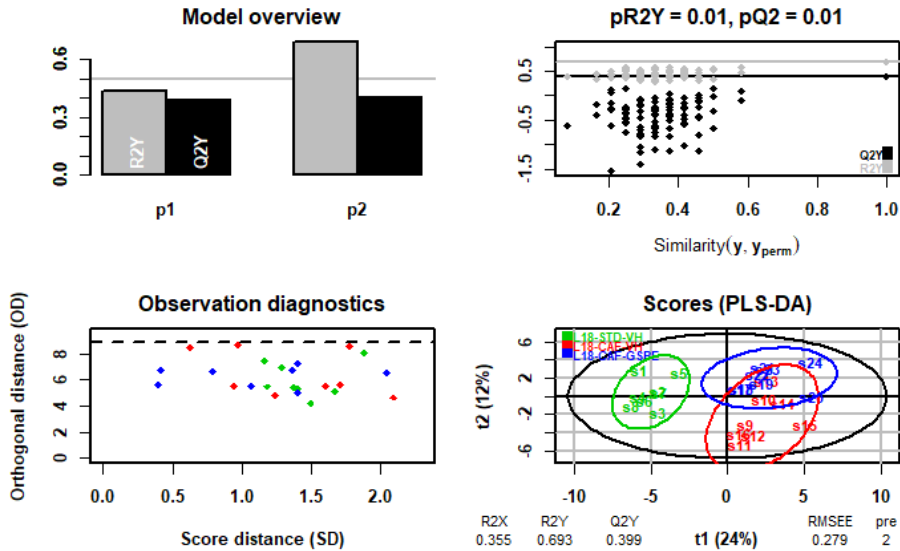 Model overview
0.6
0.3
0.0
R2Y
Q2Y
p1
p2
pR2Y = 0.01, pQ2 = 0.01
0.5
-0.5
-1.5
Q2Y
R2Y
0.2
0.4
0.6
0.8
1.0
Similarity(y, yperm)
Observation diagnostics
Orthogonal distance (OD)
8
6
4
2
0
0.0
0.5
1.0
1.5
2.0
Score distance (SD)
Scores (PLS-DA)
t2 (12%)
6
2
-2
-6
L18-STD-VH
L18-CAF-VH
L18-CAF-GSPE
s1
s5
s3
s24
s9
s15
s12
s11
-10
-5
0
5
10
R2X
R2Y
Q2Y
RMSEE
pre
0.355
0.693
0.399
t1 (24%)
0.279
2